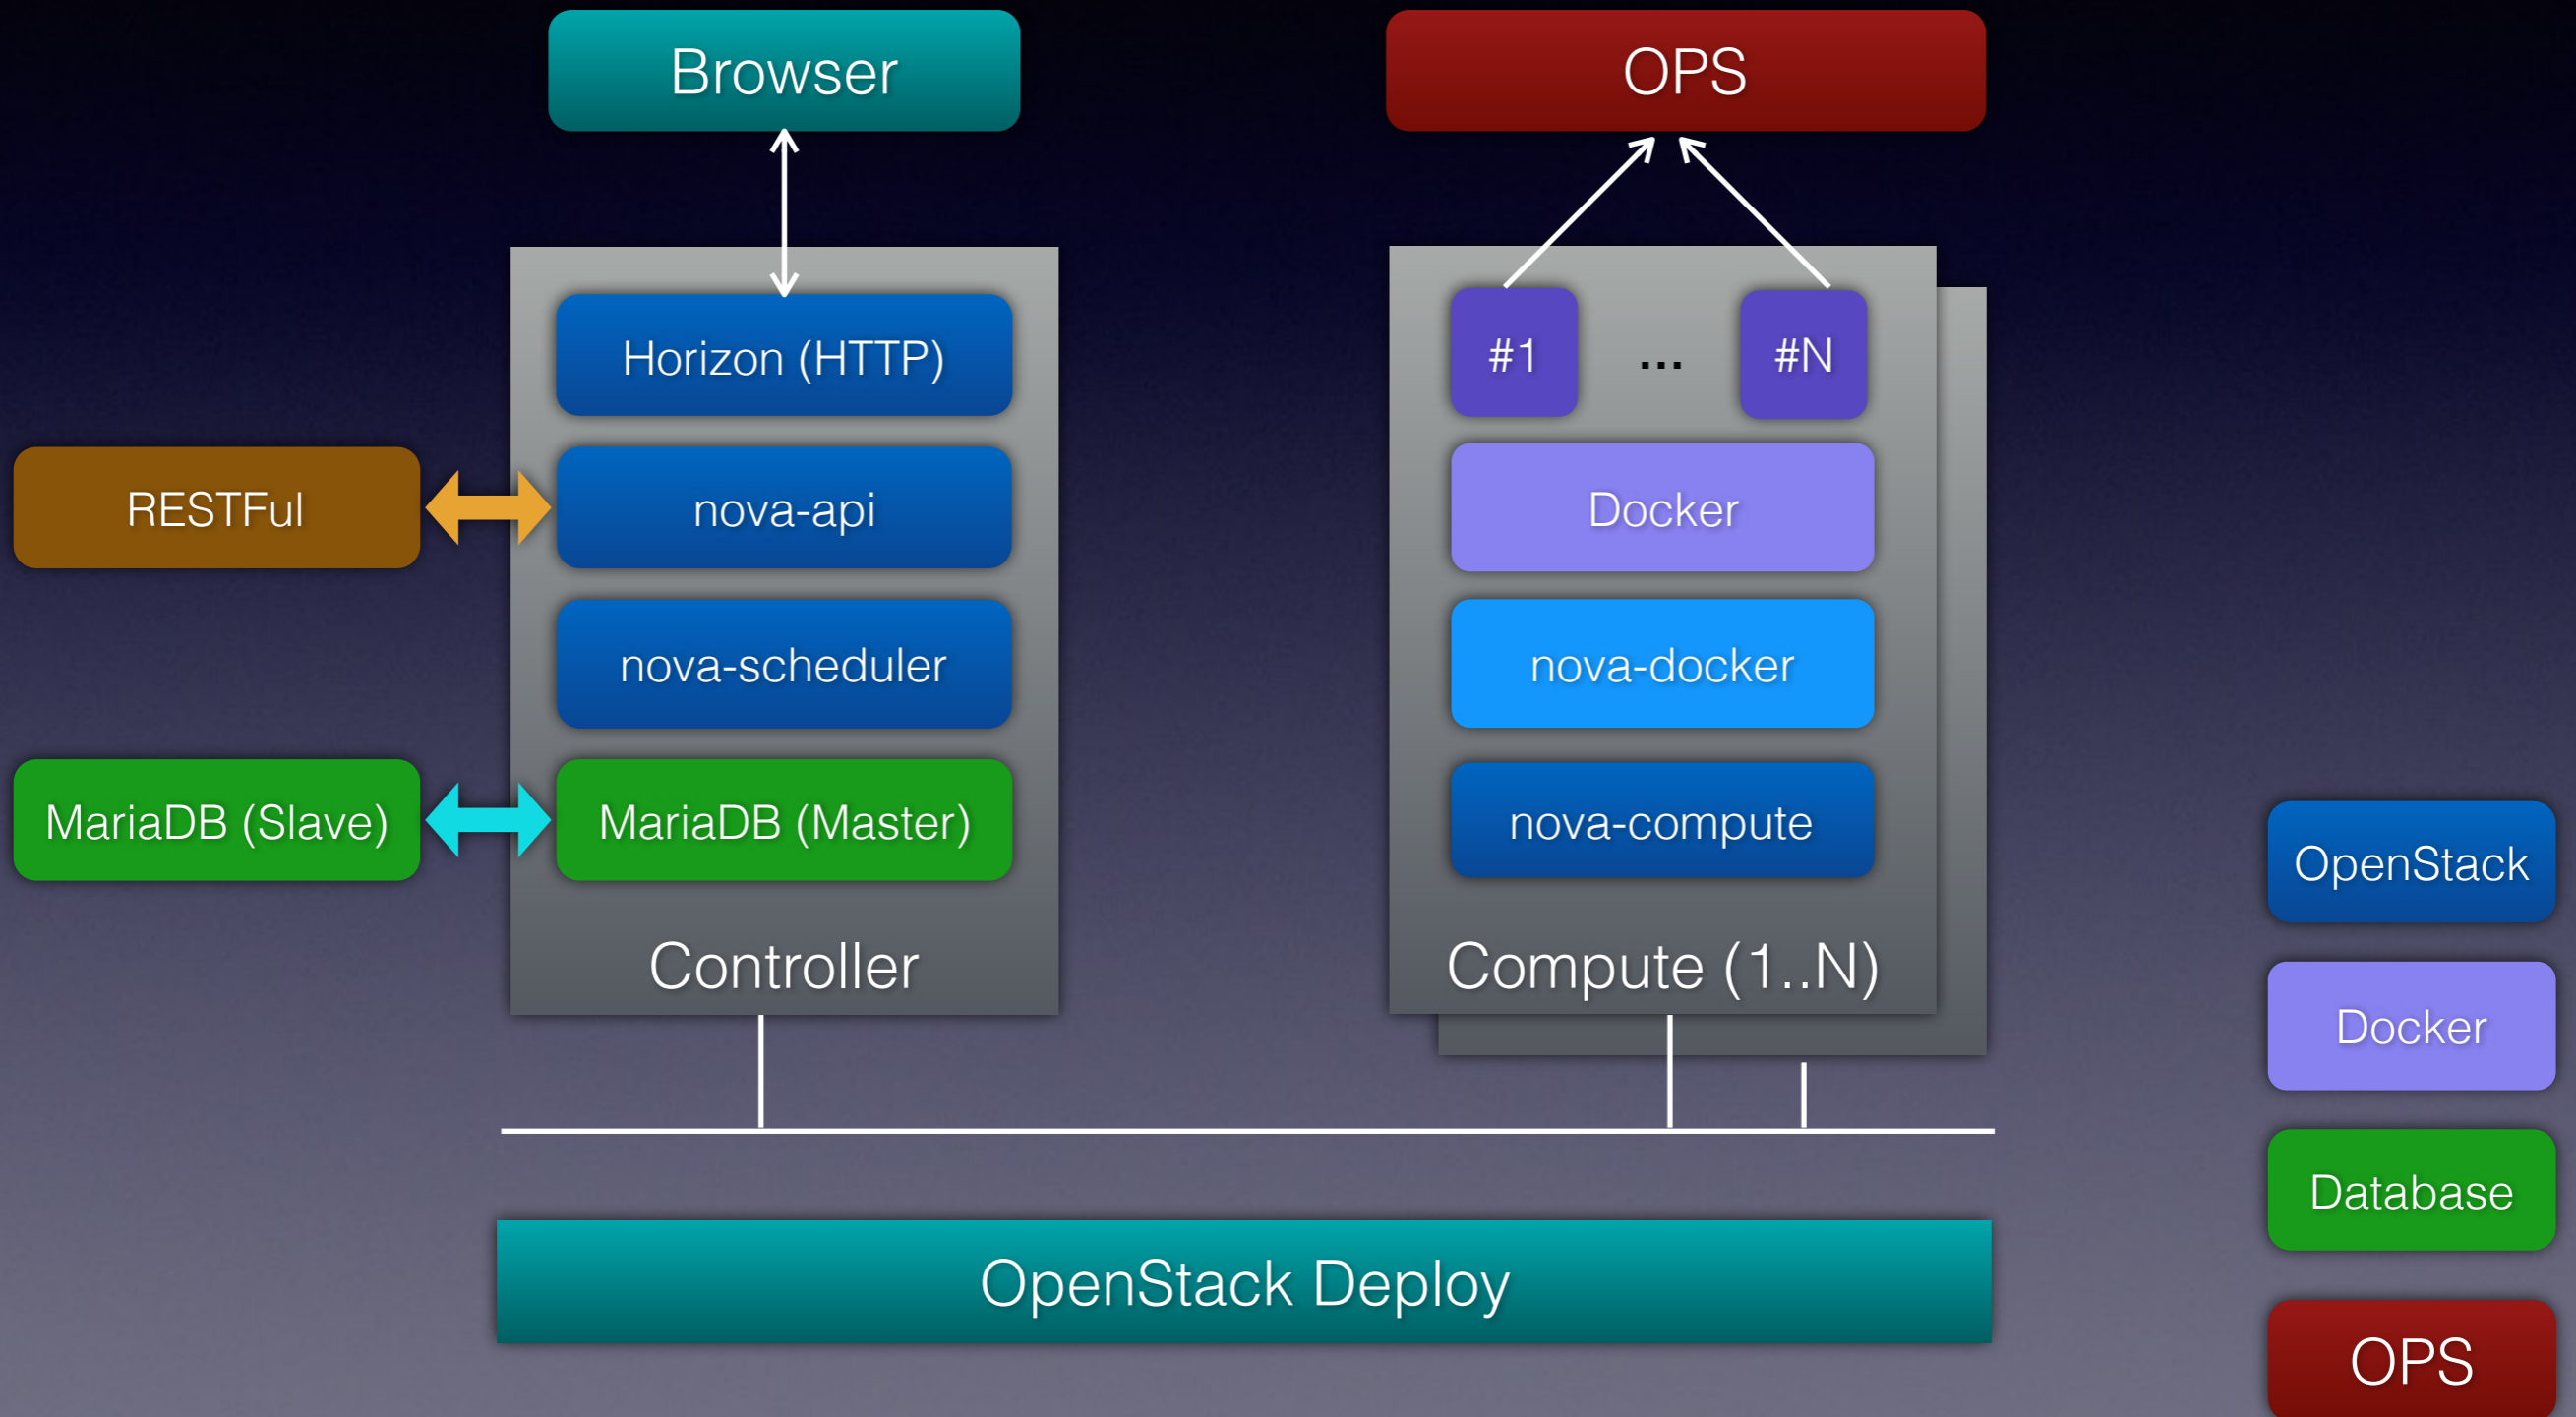 Browser
OPS
Horizon (HTTP)
#1
...
#N
RESTFul
nova-api
Docker
nova-scheduler
nova-docker
MariaDB (Slave)
MariaDB (Master)
nova-compute
Controller
Compute (1..N)
OpenStack Deploy
OpenStack
Docker
Database
OPS